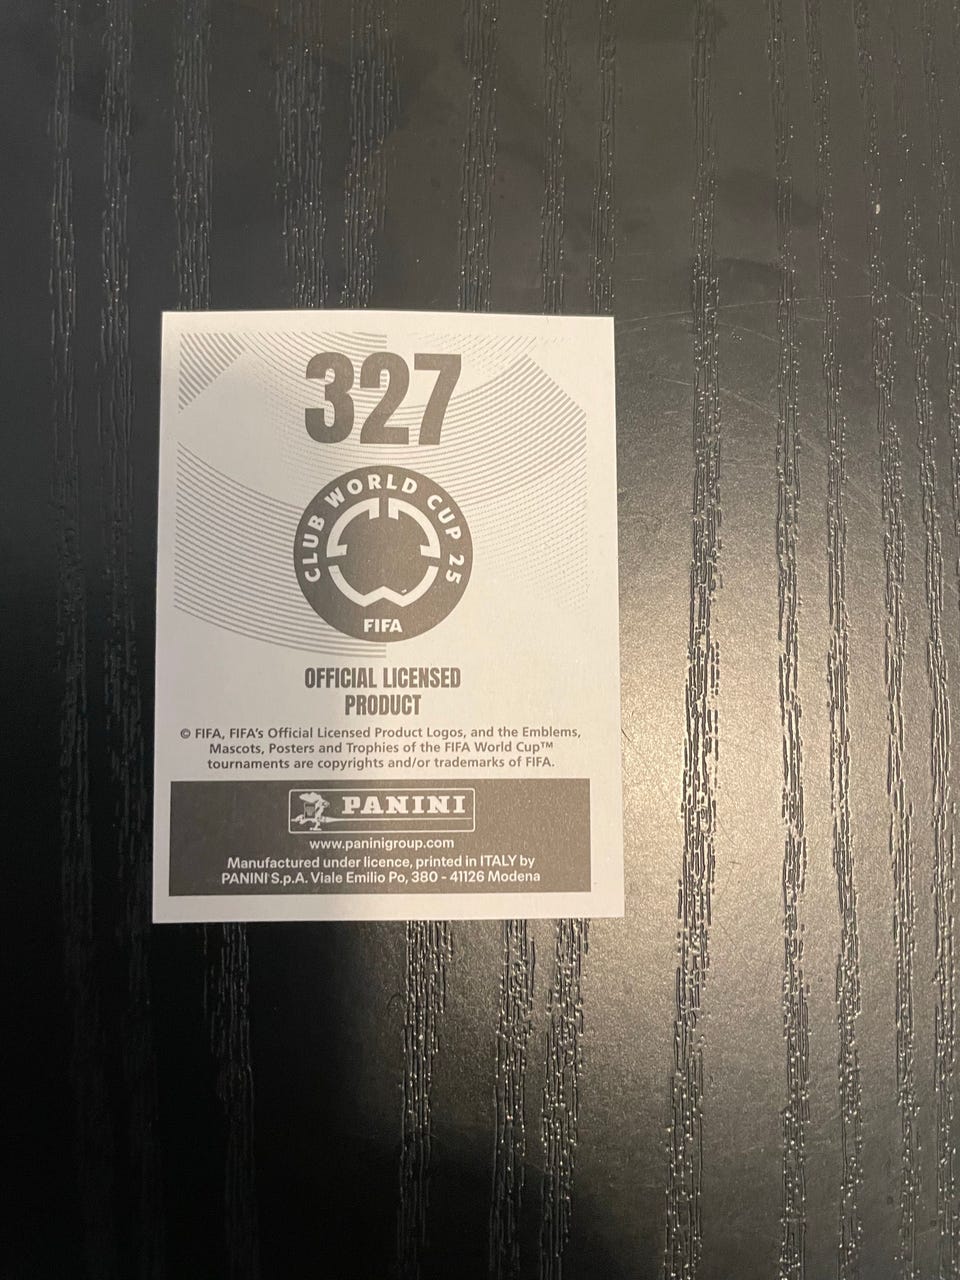 327
CLUB WORLD CUP 25
FIFA
OFFICIAL LICENSED
PRODUCT
© FIFA, FIFA's Official Licensed Product Logos, and the Emblems,
Mascots, Posters and Trophies of the FIFA World Cup™
tournaments are copyrights and/or trademarks of FIFA.
PANINI
www.paninigroup.com
Manufactured under licence, printed in ITALY by
PANINI S.p.A. Viale Emilio Po, 380 - 41126 Modena